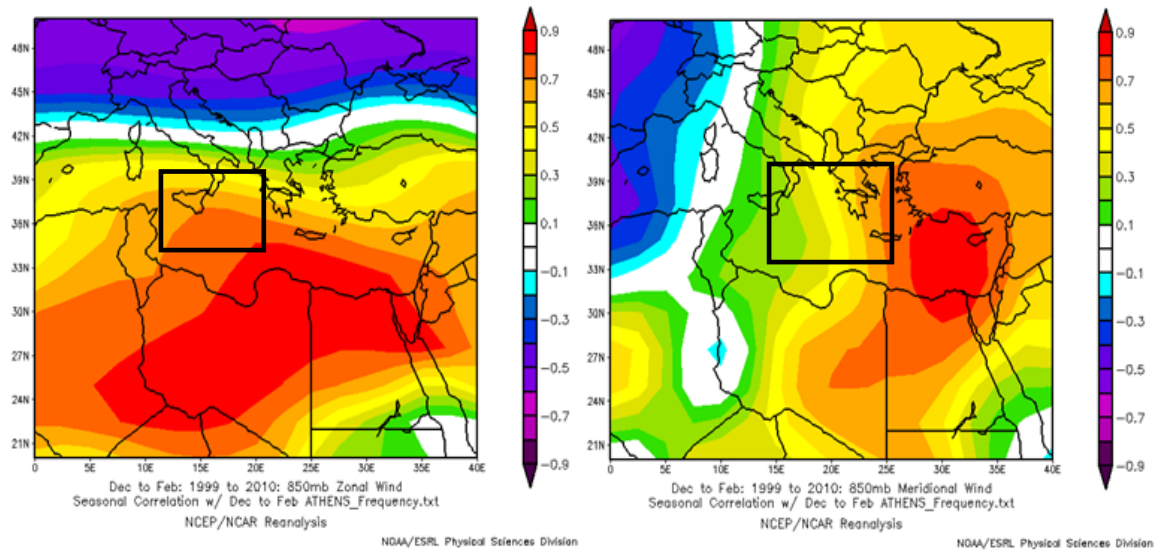 48N
45N
42N
39N
36N
33N
30N
27N
24N
21N
0 5E 10E 15E 20E 25E 30E 35E 40E
0.9
0.7
0.5
0.3
0.1
−0.1
−0.3
−0.5
−0.7
−0.9
Dec to Feb: 1999 to 2010: 850mb Zonal Wind
Seasonal Correlation w/ Dec to Feb ATHENS_Frequency.txt
NCEP/NCAR Reanalysis
NOAA/ESRL Physical Sciences Division
48N
45N
42N
39N
36N
33N
30N
27N
24N
21N
0 5E 10E 15E 20E 25E 30E 35E 40E
0.9
0.7
0.5
0.3
0.1
−0.1
−0.3
−0.5
−0.7
−0.9
Dec to Feb: 1999 to 2010: 850mb Meridional Wind
Seasonal Correlation w/ Dec to Feb ATHENS_Frequency.txt
NCEP/NCAR Reanalysis
NOAA/ESRL Physical Sciences Division